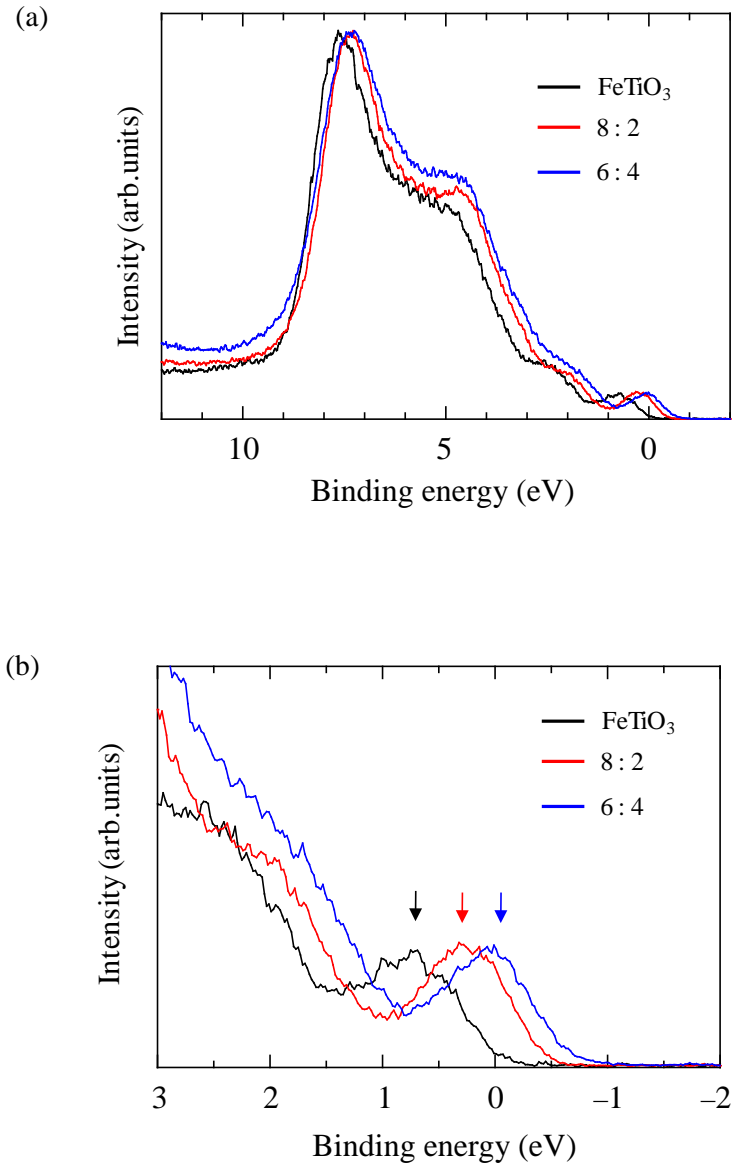 (a)
FeTiO₃
8 : 2
6 : 4
Intensity (arb.units)
10 5 0
Binding energy (eV)
(b)
FeTiO₃
8 : 2
6 : 4
Intensity (arb.units)
3 2 1 0 –1 –2
Binding energy (eV)